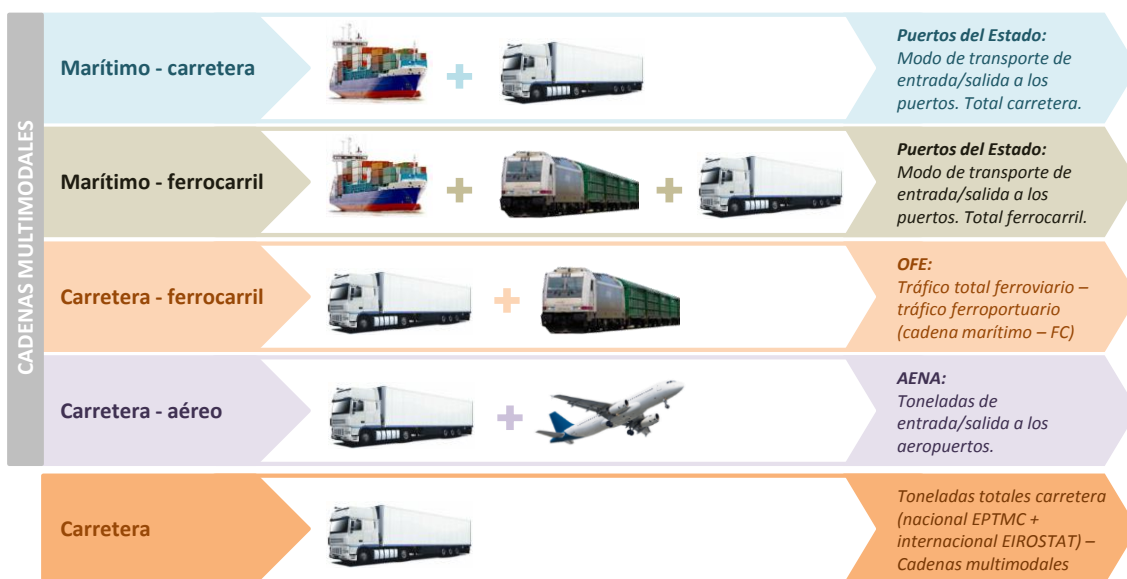 CADENAS MULTIMODALES
Marítimo - carretera
Puertos del Estado:
Modo de transporte de
entrada/salida a los
puertos. Total carretera.
Marítimo - ferrocarril
Puertos del Estado:
Modo de transporte de
entrada/salida a los
puertos. Total ferrocarril.
Carretera - ferrocarril
OFE:
Tráfico total ferroviario –
tráfico ferroportuario
(cadena marítimo – FC)
Carretera - aéreo
AENA:
Toneladas de
entrada/salida a los
aeropuertos.
Carretera
Toneladas totales carretera
(nacional EPTMC +
internacional EIROSTAT) –
Cadenas multimodales